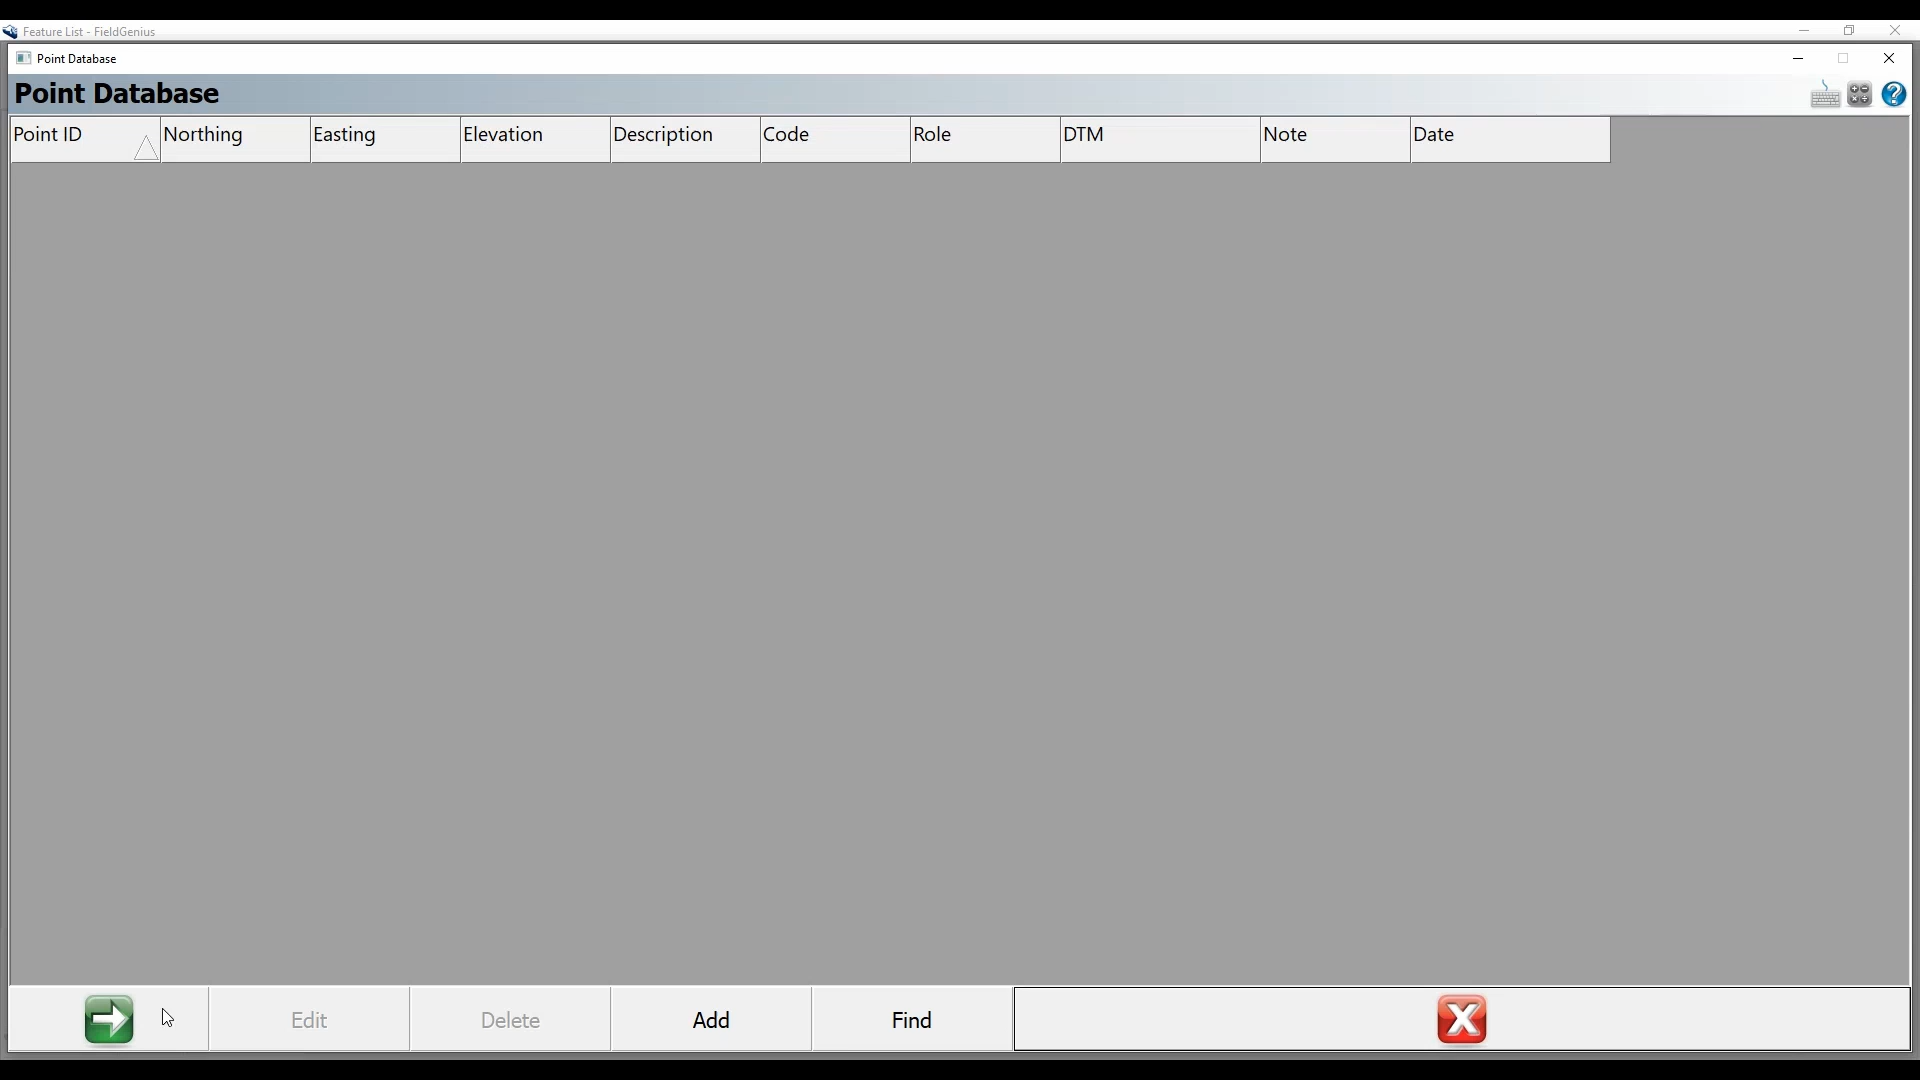 Feature List - FieldGenius
Point Database
Point Database
Point ID Northing Easting Elevation Description Code Role DTM Note Date
Edit Delete Add Find